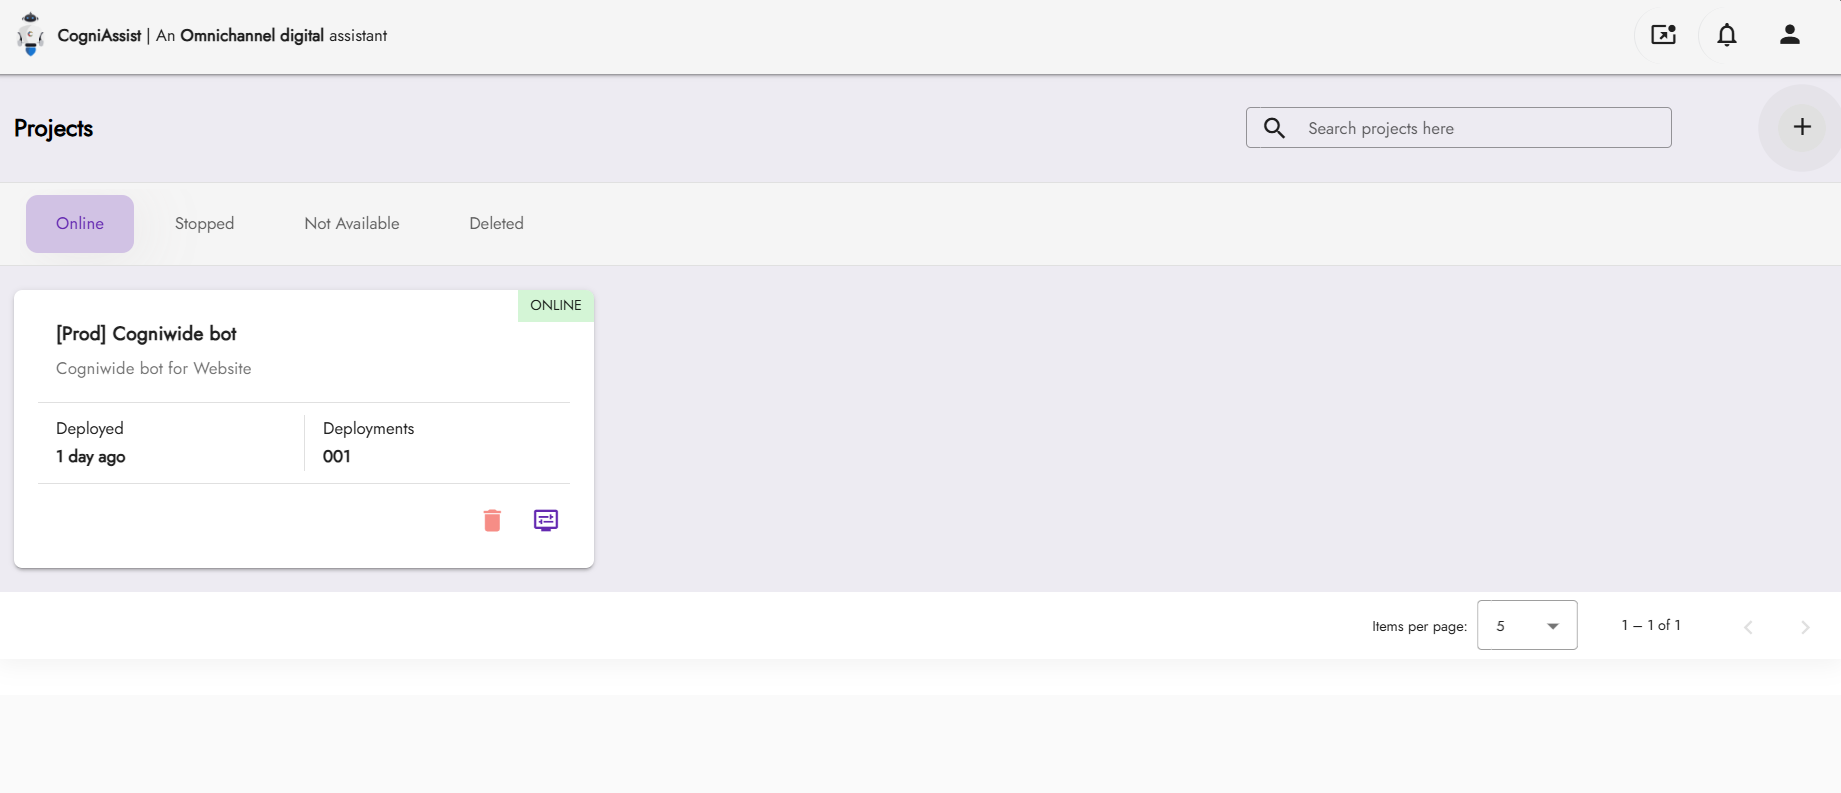 CogniAssist | An Omnichannel digital assistant
Projects
Search projects here
Online
Stopped
Not Available
Deleted
ONLINE
[Prod] Cogniwide bot
Cogniwide bot for Website
Deployed
1 day ago
Deployments
001
Items per page:
5
1 – 1 of 1